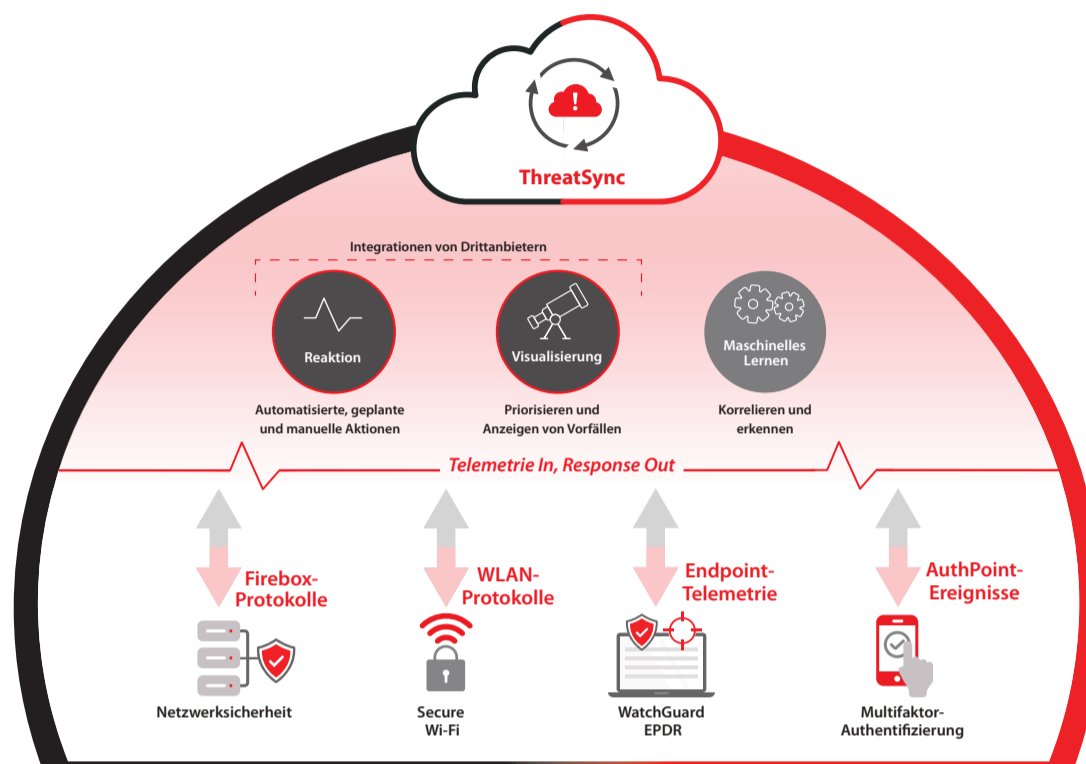 ThreatSync
Integrationen von Drittanbietern
Reaktion
Visualisierung
Maschinelles
Lernen
Automatisierte, geplante
und manuelle Aktionen
Priorisieren und
Anzeigen von Vorfällen
Korrelieren und
erkennen
Telemetrie In, Response Out
Firebox-
Protokolle
WLAN-
Protokolle
Endpoint-
Telemetrie
AuthPoint-
Ereignisse
Netzwerksicherheit
Secure
Wi-Fi
WatchGuard
EPDR
Multifaktor-
Authentifizierung